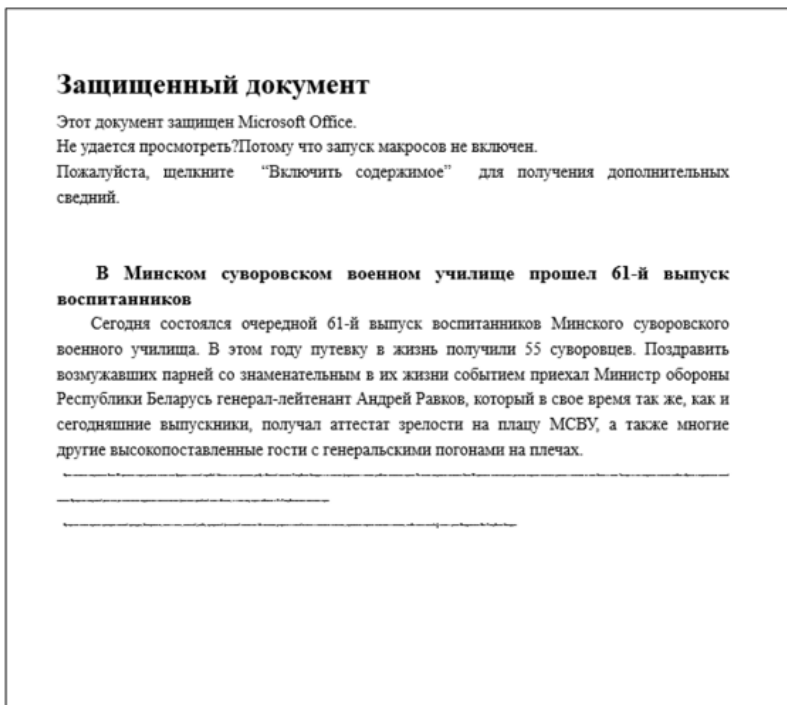 Защищенный документ
Этот документ защищен Microsoft Office.
Не удается просмотреть?Потому что запуск макросов не включен.
Пожалуйста, щелкните “Включить содержимое” для получения дополнительных
сведний.
В Минском суворовском военном училище прошел 61-й выпуск
воспитанников
Сегодня состоялся очередной 61-й выпуск воспитанников Минского суворовского
военного училища. В этом году путевку в жизнь получили 55 суворовцев. Поздравить
возмужавших парней со знаменательным в их жизни событием приехал Министр обороны
Республики Беларусь генерал-лейтенант Андрей Равков, который в свое время так же, как и
сегодняшние выпускники, получал аттестат зрелости на плацу МСВУ, а также многие
другие высокопоставленные гости с генеральскими погонами на плечах.